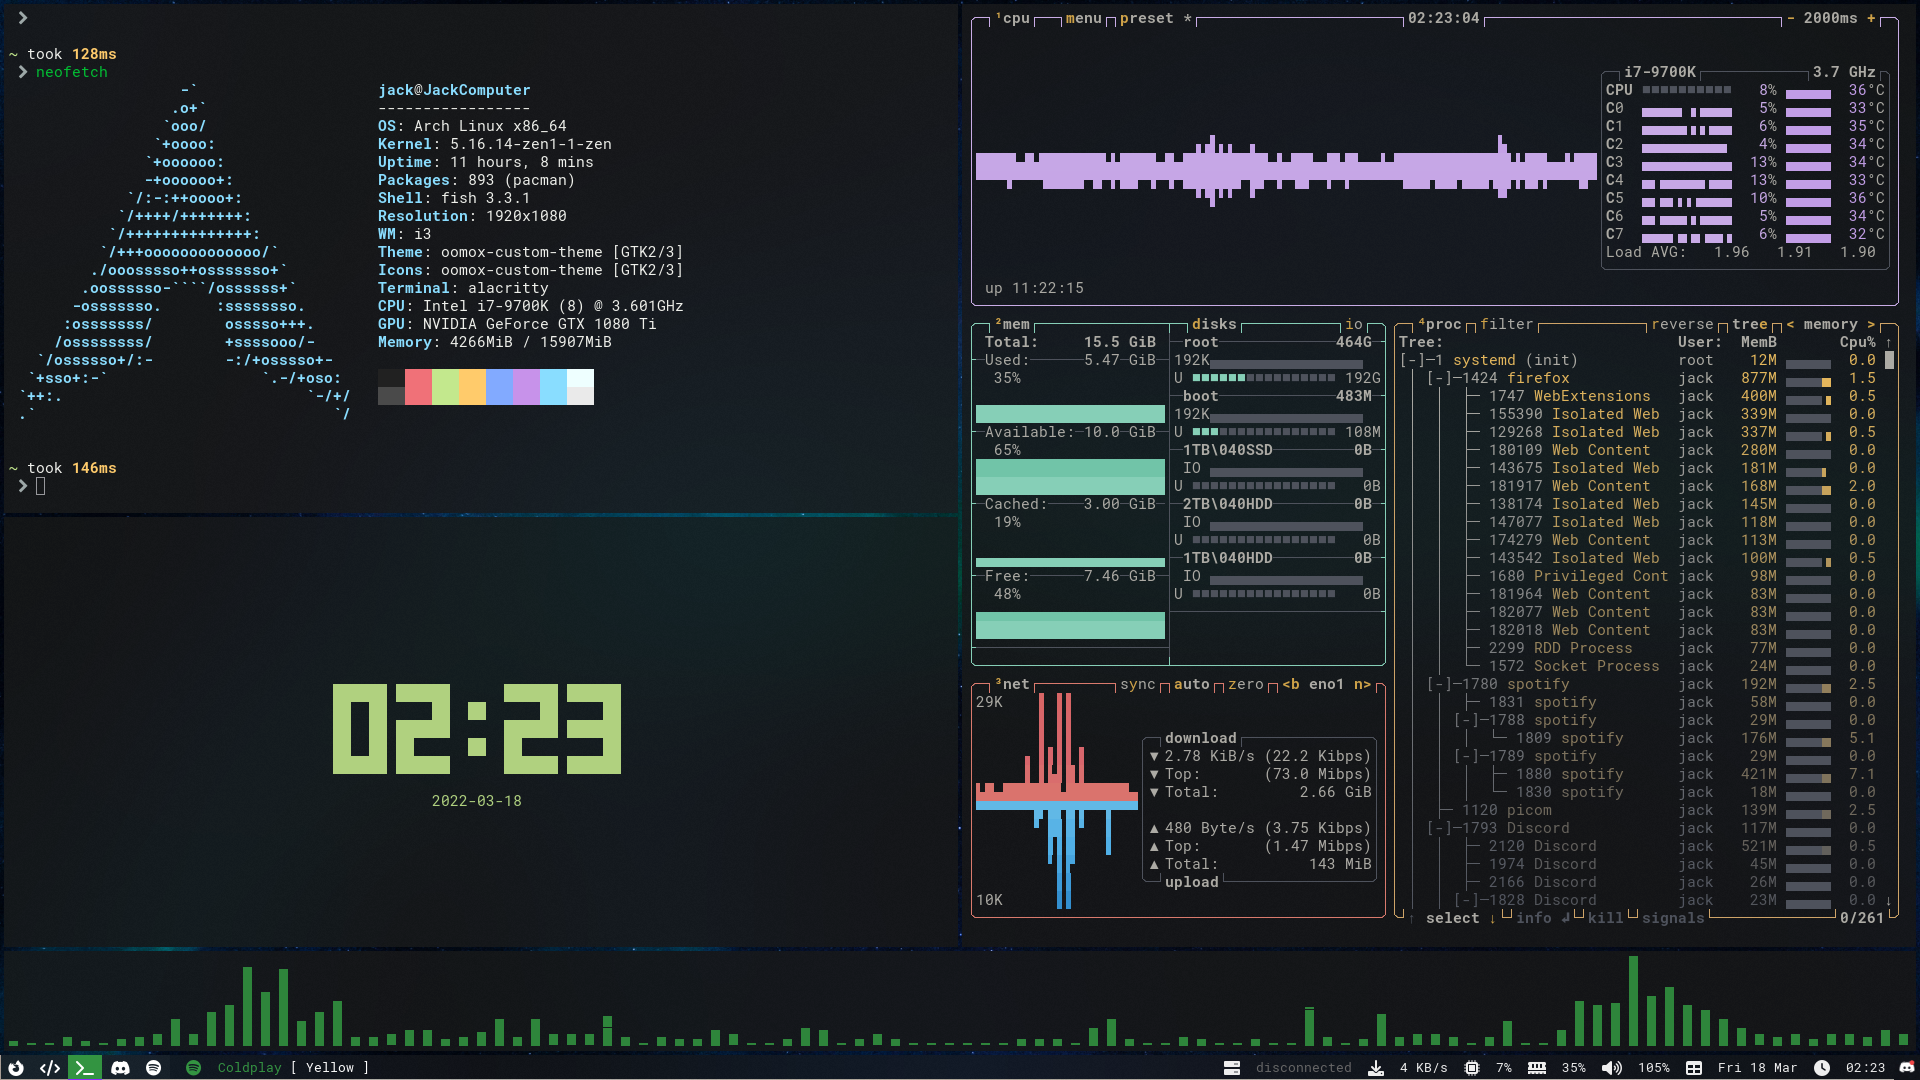 ~ took 128ms
neofetch
jack@JackComputer
-----------------
OS: Arch Linux x86_64
Kernel: 5.16.14-zen1-1-zen
Uptime: 11 hours, 8 mins
Packages: 893 (pacman)
Shell: fish 3.3.1
Resolution: 1920x1080
WM: i3
Theme: oomox-custom-theme [GTK2/3]
Icons: oomox-custom-theme [GTK2/3]
Terminal: alacritty
CPU: Intel i7-9700K (8) @ 3.601GHz
GPU: NVIDIA GeForce GTX 1080 Ti
Memory: 4266MiB / 15907MiB
~ took 146ms
02:23
2022-03-18
¹cpu menu preset * 02:23:04 - 2000ms +
i7-9700K 3.7 GHz
CPU 8% 36°C
C0 5% 33°C
C1 6% 35°C
C2 4% 34°C
C3 13% 34°C
C4 13% 33°C
C5 10% 36°C
C6 5% 34°C
C7 6% 32°C
Load AVG: 1.96 1.91 1.90
up 11:22:15
²mem
Total: 15.5 GiB
Used: 5.47 GiB
35%
Available: 10.0 GiB
65%
Cached: 3.00 GiB
19%
Free: 7.46 GiB
48%
disks io
root 464G
192K
U 192G
boot 483M
192K
U 108M
1TB\040SSD 0B
IO
U 0B
2TB\040HDD 0B
IO
U 0B
1TB\040HDD 0B
IO
U 0B
³net sync auto zero <b eno1 n>
29K
10K
download
▼ 2.78 KiB/s (22.2 Kibps)
▼ Top: (73.0 Mibps)
▼ Total: 2.66 GiB
▲ 480 Byte/s (3.75 Kibps)
▲ Top: (1.47 Mibps)
▲ Total: 143 MiB
upload
⁴proc filter reverse tree < memory >
Tree: User: MemB Cpu% ↑
[-]─1 systemd (init) root 12M 0.0
[-]─1424 firefox jack 877M 1.5
1747 WebExtensions jack 400M 0.5
155390 Isolated Web jack 339M 0.0
129268 Isolated Web jack 337M 0.5
180109 Web Content jack 280M 0.0
143675 Isolated Web jack 181M 0.0
181917 Web Content jack 168M 2.0
138174 Isolated Web jack 145M 0.0
147077 Isolated Web jack 118M 0.0
174279 Web Content jack 113M 0.0
143542 Isolated Web jack 100M 0.5
1680 Privileged Cont jack 98M 0.0
181964 Web Content jack 83M 0.0
182077 Web Content jack 83M 0.0
182018 Web Content jack 83M 0.0
2299 RDD Process jack 77M 0.0
1572 Socket Process jack 24M 0.0
[-]─1780 spotify jack 192M 2.5
1831 spotify jack 58M 0.0
[-]─1788 spotify jack 29M 0.0
1809 spotify jack 176M 5.1
[-]─1789 spotify jack 29M 0.0
1880 spotify jack 421M 7.1
1830 spotify jack 18M 0.0
1120 picom jack 139M 2.5
[-]─1793 Discord jack 117M 0.0
2120 Discord jack 521M 0.5
1974 Discord jack 45M 0.0
2166 Discord jack 26M 0.0
[-]─1828 Discord jack 23M 0.0 ↓
↑ select ↓ info ↲ kill signals 0/261
Coldplay [ Yellow ] disconnected 4 KB/s 7% 35% 105% Fri 18 Mar 02:23